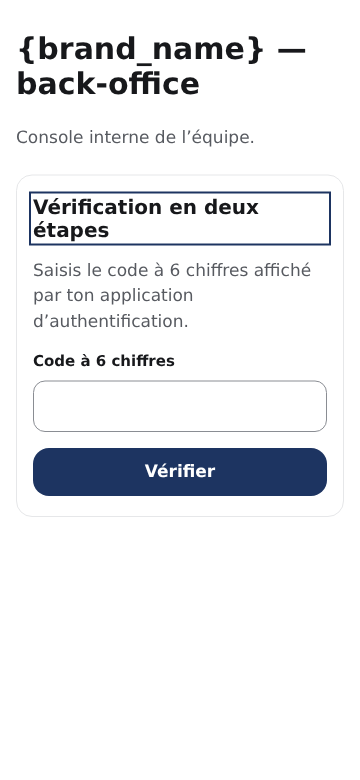 {brand_name} —
back-office
Console interne de l’équipe.
Vérification en deux
étapes
Saisis le code à 6 chiffres affiché
par ton application
d’authentification.
Code à 6 chiffres
Vérifier